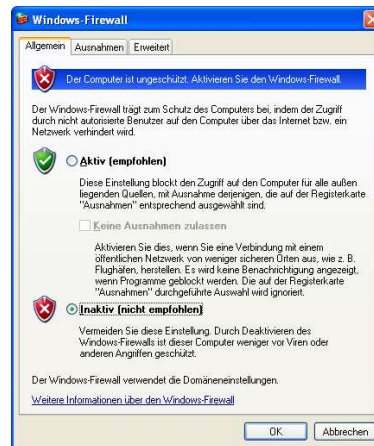 Windows-Firewall
Allgemein Ausnahmen Erweitert
Der Computer ist ungeschützt. Aktivieren Sie den Windows-Firewall.
Der Windows-Firewall trägt zum Schutz des Computers bei, indem der Zugriff
durch nicht autorisierte Benutzer auf den Computer über das Internet bzw. ein
Netzwerk verhindert wird.
Aktiv (empfohlen)
Diese Einstellung blockt den Zugriff auf den Computer für alle außen
liegenden Quellen, mit Ausnahme derjenigen, die auf der Registerkarte
"Ausnahmen" entsprechend ausgewählt sind.
Keine Ausnahmen zulassen
Aktivieren Sie dies, wenn Sie eine Verbindung mit einem
öffentlichen Netzwerk von weniger sicheren Orten aus, wie z. B.
Flughäfen, herstellen. Es wird keine Benachrichtigung angezeigt,
wenn Programme geblockt werden. Die auf der Registerkarte
"Ausnahmen" durchgeführte Auswahl wird ignoriert.
Inaktiv (nicht empfohlen)
Vermeiden Sie diese Einstellung. Durch Deaktivieren des
Windows-Firewalls ist dieser Computer weniger vor Viren oder
anderen Angriffen geschützt.
Der Windows-Firewall verwendet die Domäneneinstellungen.
Weitere Informationen über den Windows-Firewall
OK Abbrechen